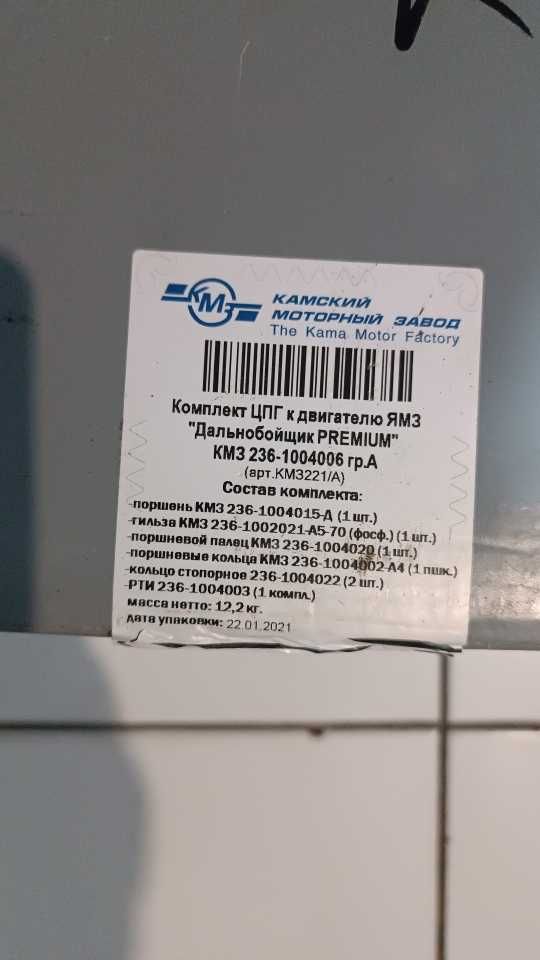 КМЗ
КАМСКИЙ
МОТОРНЫЙ ЗАВОД
The Kama Motor Factory
Комплект ЦПГ к двигателю ЯМЗ
"Дальнобойщик PREMIUM"
КМЗ 236-1004006 гр.А
(арт.КМЗ221/А)
Состав комплекта:
-поршень КМЗ 236-1004015-Д (1 шт.)
-гильза КМЗ 236-1002021-А5-70 (фосф.) (1 шт.)
-поршневой палец КМЗ 236-1004020 (1 шт.)
-поршневые кольца КМЗ 236-1004002-А4 (1 пшк.)
-кольцо стопорное 236-1004022 (2 шт.)
-РТИ 236-1004003 (1 компл.)
масса нетто: 12,2 кг.
дата упаковки: 22.01.2021